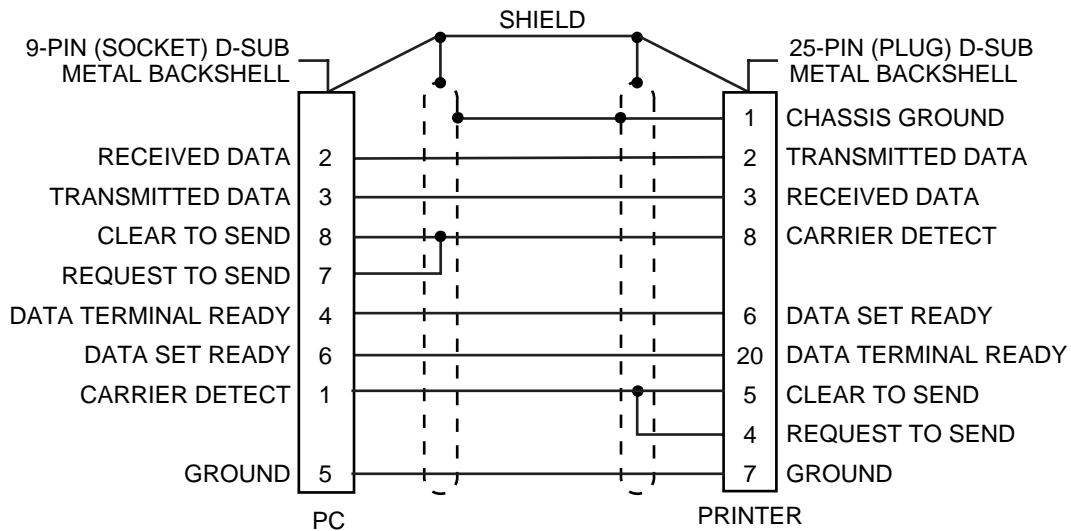 SHIELD
9-PIN (SOCKET) D-SUB
METAL BACKSHELL
25-PIN (PLUG) D-SUB
METAL BACKSHELL
1 CHASSIS GROUND
RECEIVED DATA 2 2 TRANSMITTED DATA
TRANSMITTED DATA 3 3 RECEIVED DATA
CLEAR TO SEND 8 8 CARRIER DETECT
REQUEST TO SEND 7
DATA TERMINAL READY 4 6 DATA SET READY
DATA SET READY 6 20 DATA TERMINAL READY
CARRIER DETECT 1 5 CLEAR TO SEND
4 REQUEST TO SEND
GROUND 5 7 GROUND
PC PRINTER